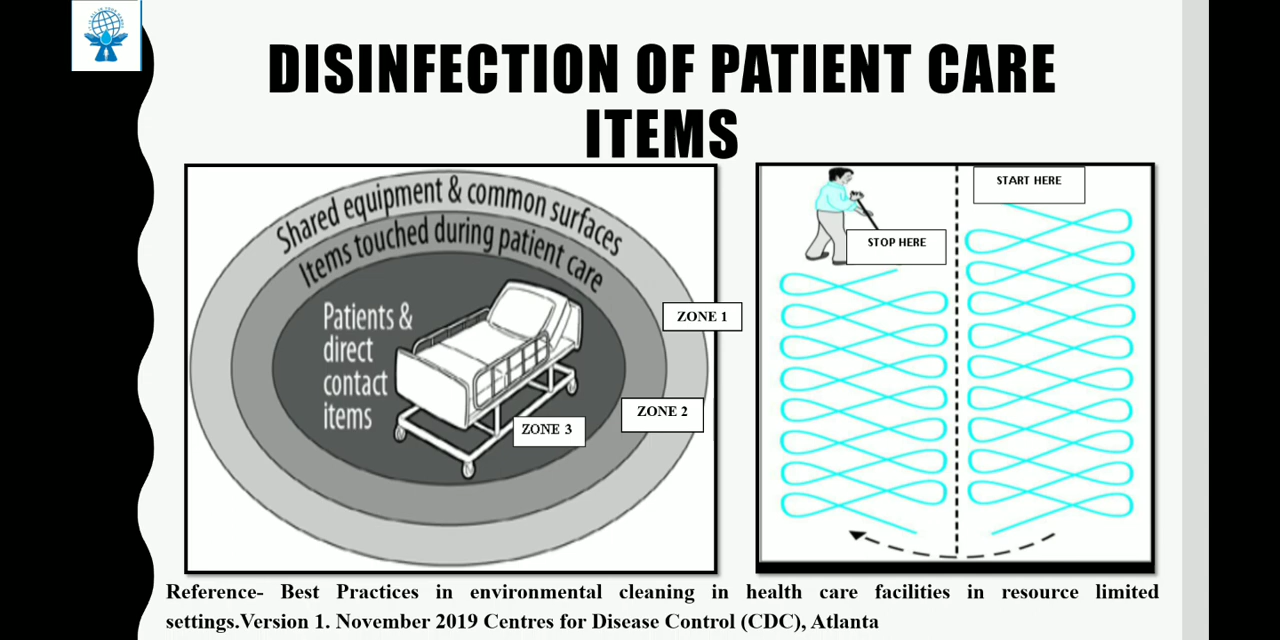 DISINFECTION OF PATIENT CARE
ITEMS
Shared equipment & common surfaces
Items touched during patient care
Patients &
direct
contact
items
ZONE 1
ZONE 2
ZONE 3
START HERE
STOP HERE
Reference- Best Practices in environmental cleaning in health care facilities in resource limited
settings.Version 1. November 2019 Centres for Disease Control (CDC), Atlanta